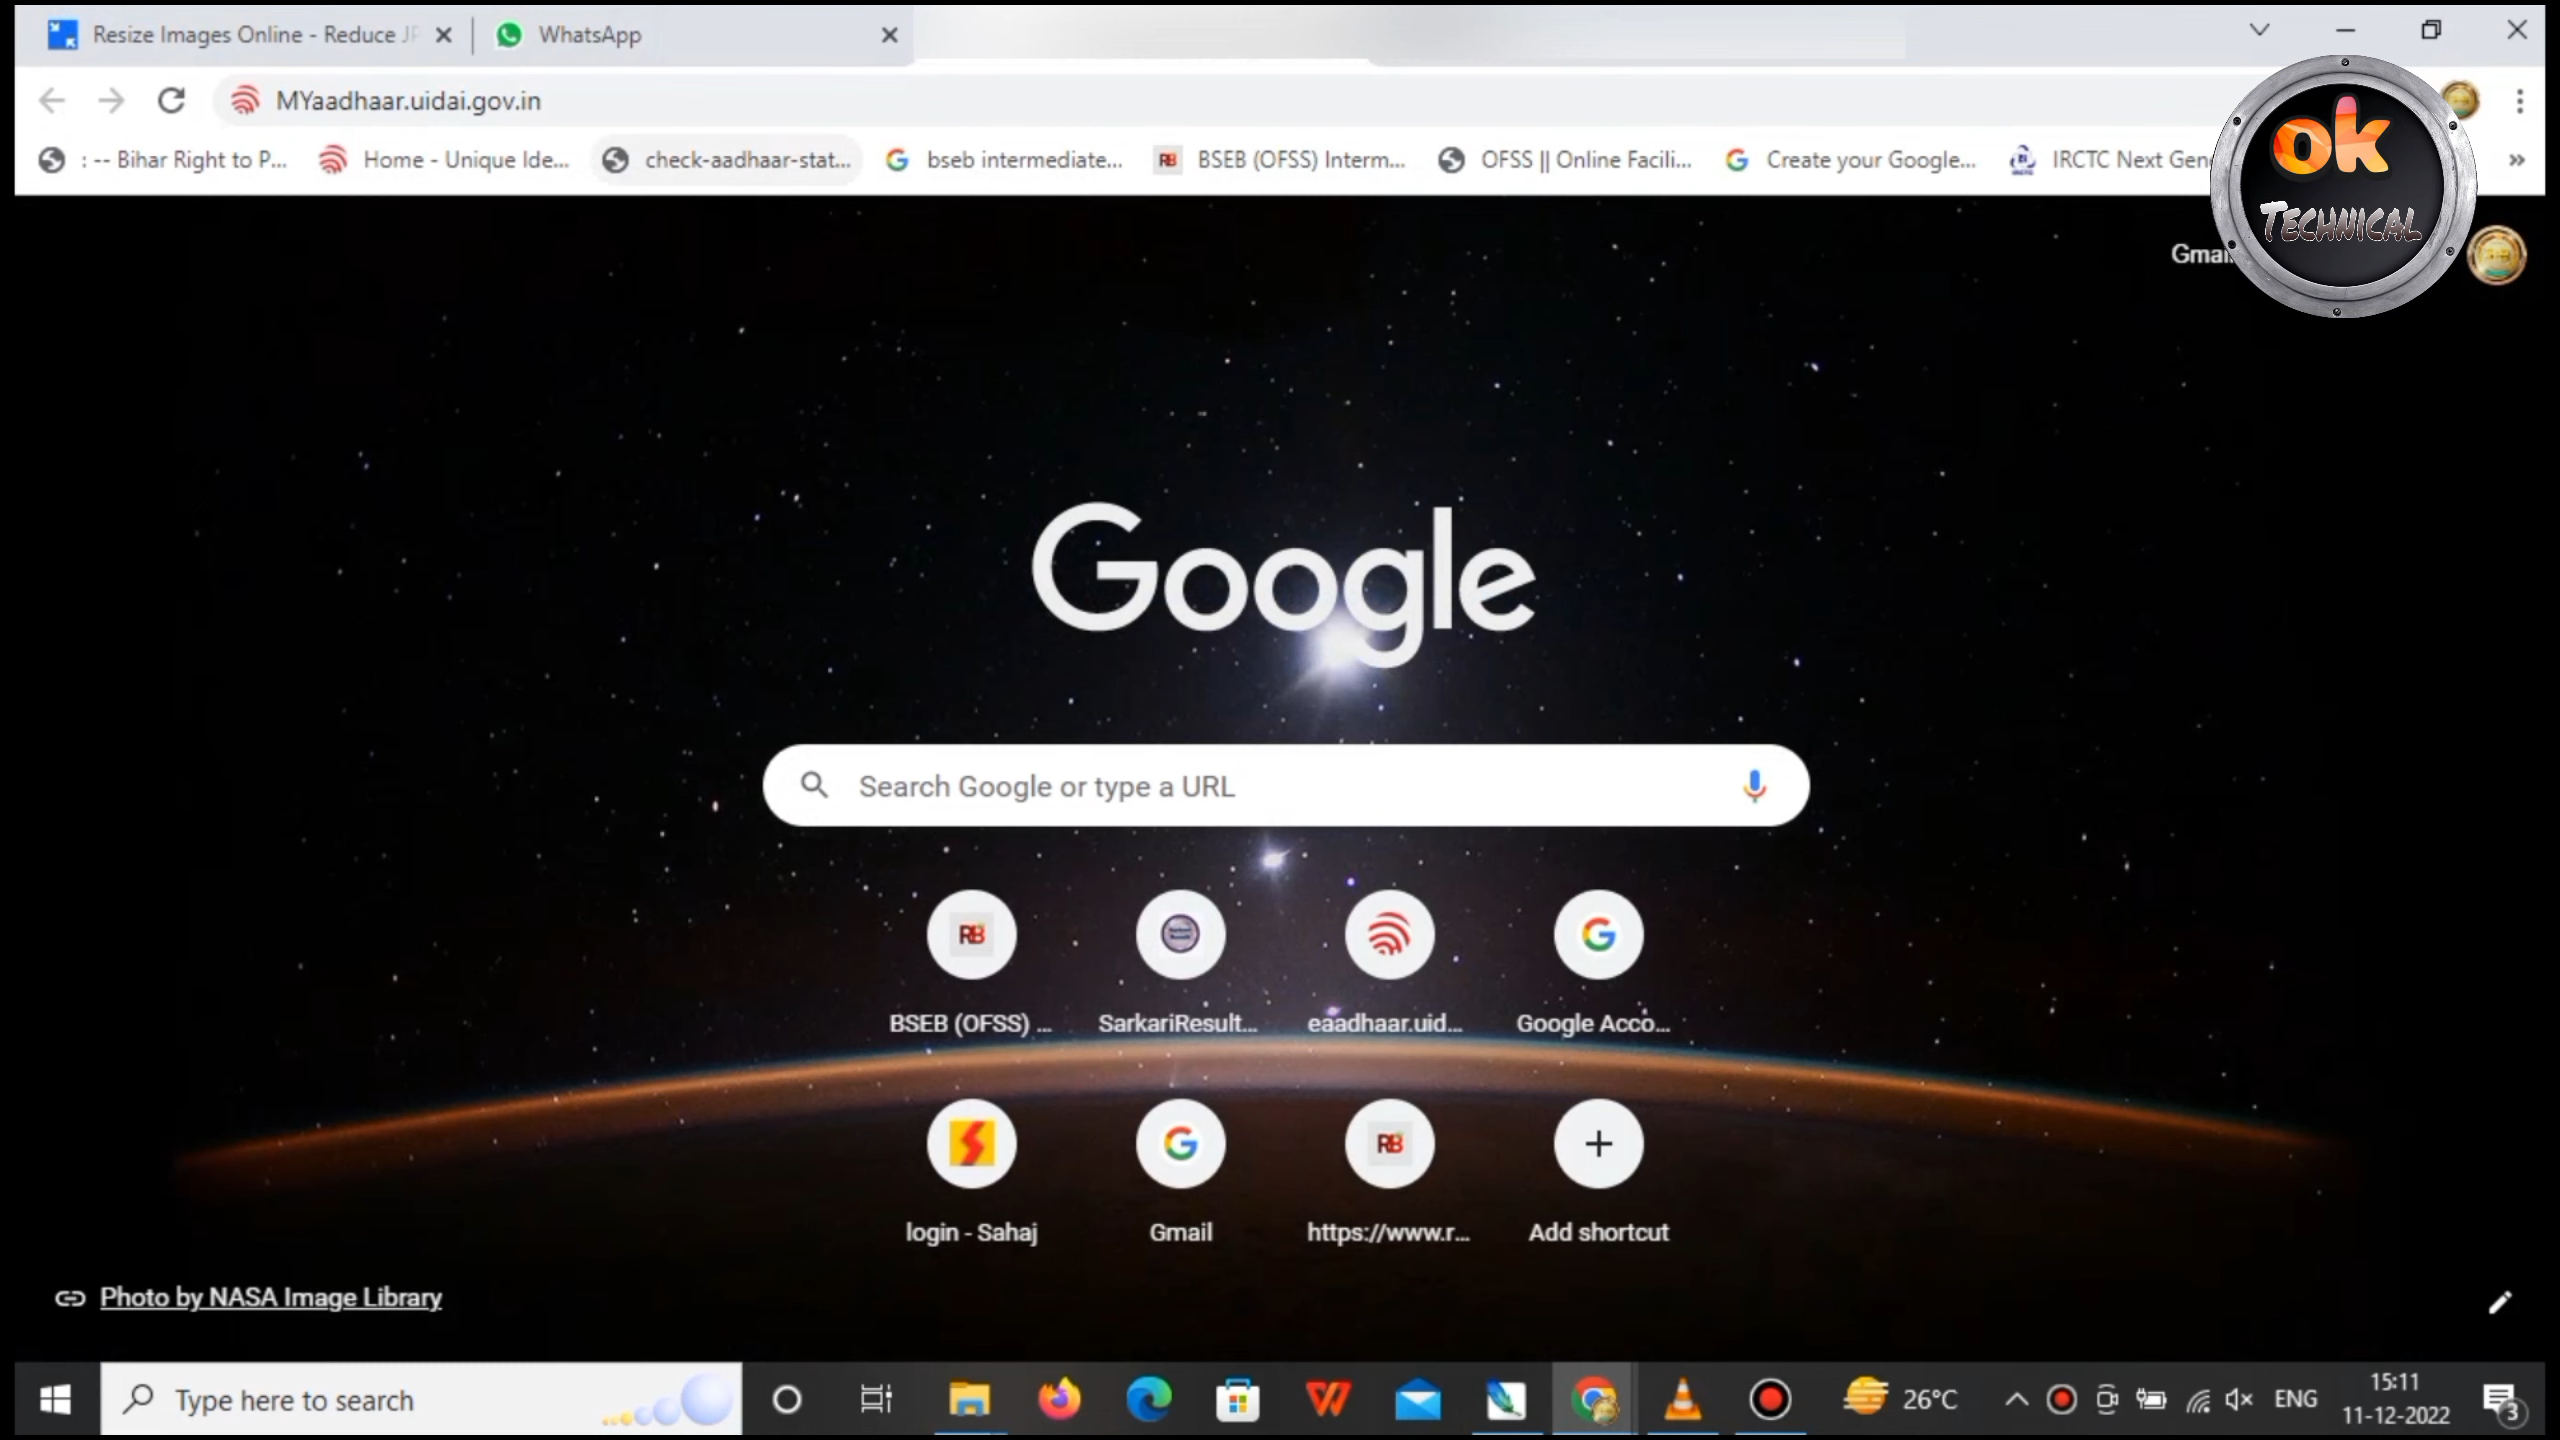 Resize Images Online - Reduce JP
WhatsApp
MYaadhaar.uidai.gov.in
: -- Bihar Right to P...
Home - Unique Ide...
check-aadhaar-stat...
bseb intermediate...
BSEB (OFSS) Interm...
OFSS || Online Facili...
Create your Google...
IRCTC Next Gen
ok
TECHNICAL
Gmai
Google
Search Google or type a URL
BSEB (OFSS) ...
SarkariResult...
eaadhaar.uid...
Google Acco...
login - Sahaj
Gmail
https://www.r...
Add shortcut
Photo by NASA Image Library
Type here to search
26°C
ENG
15:11
11-12-2022
3